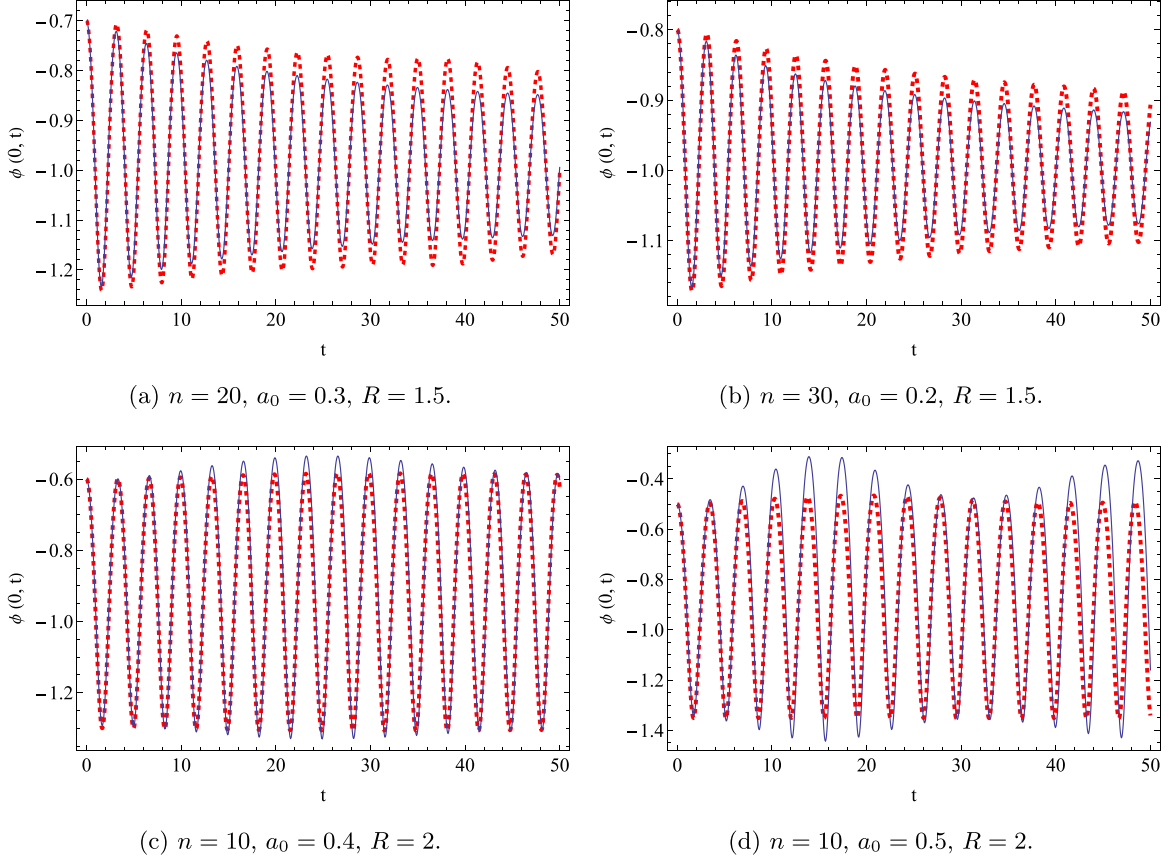 −0.7
−0.8
−0.9
−1.0
−1.1
−1.2
ϕ (0, t)
0 10 20 30 40 50
t
(a) n = 20, a₀ = 0.3, R = 1.5.
−0.8
−0.9
−1.0
−1.1
ϕ (0, t)
0 10 20 30 40 50
t
(b) n = 30, a₀ = 0.2, R = 1.5.
−0.6
−0.8
−1.0
−1.2
ϕ (0, t)
0 10 20 30 40 50
t
(c) n = 10, a₀ = 0.4, R = 2.
−0.4
−0.6
−0.8
−1.0
−1.2
−1.4
ϕ (0, t)
0 10 20 30 40 50
t
(d) n = 10, a₀ = 0.5, R = 2.